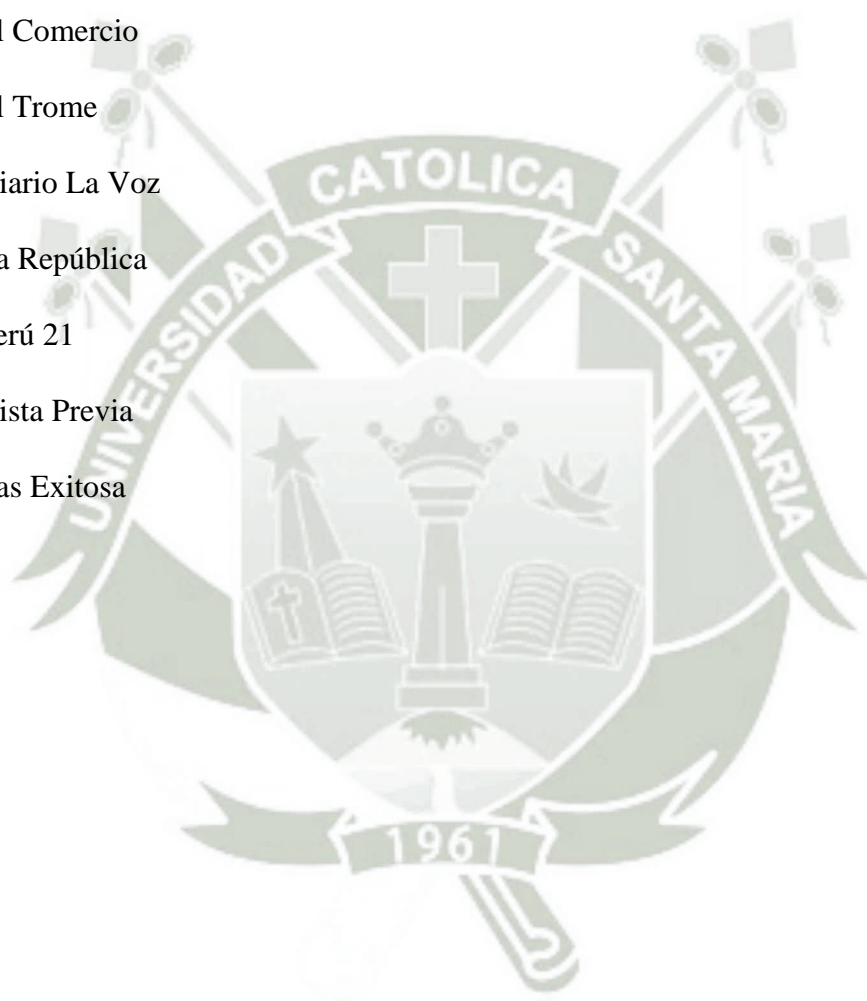 l Comercio
l Trome
iario La Voz
a República
erú 21
ista Previa
as Exitosa
UNIVERSIDAD CATOLICA SANTA MARIA
1961